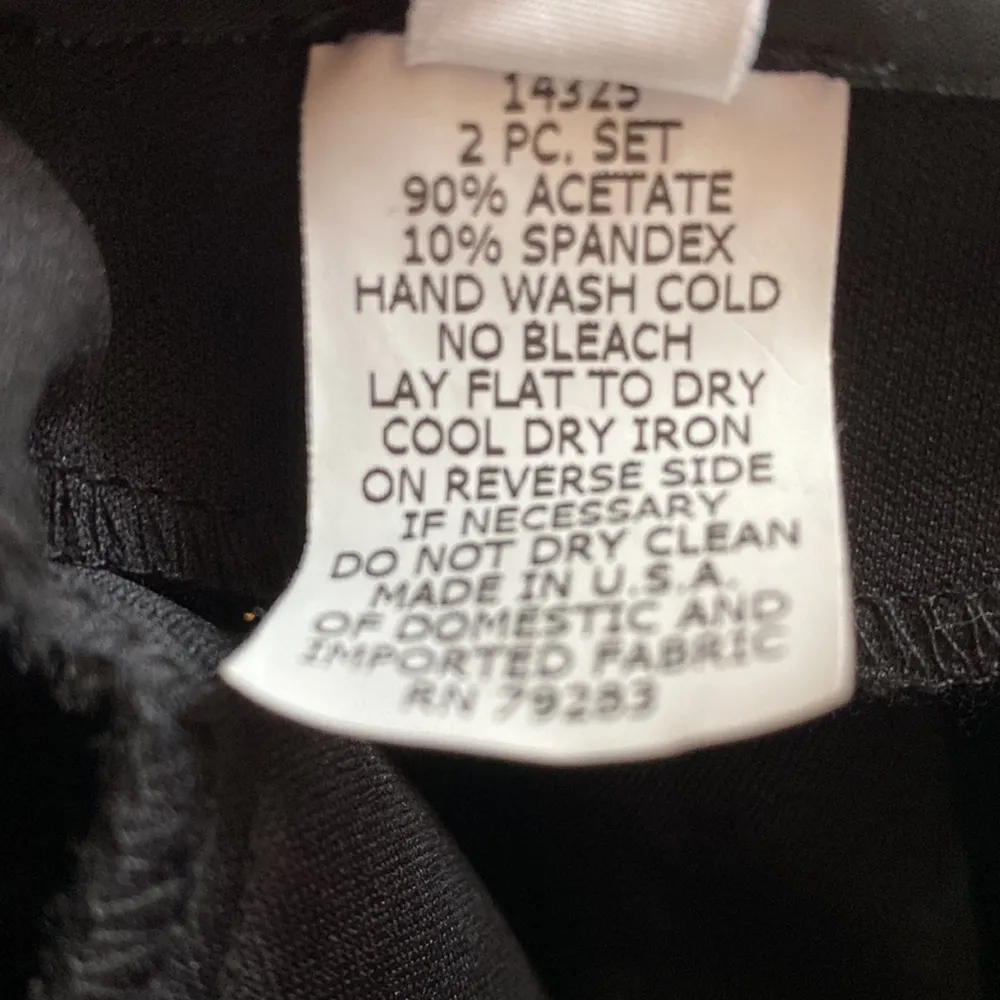 14325
2 PC. SET
90% ACETATE
10% SPANDEX
HAND WASH COLD
NO BLEACH
LAY FLAT TO DRY
COOL DRY IRON
ON REVERSE SIDE
IF NECESSARY
DO NOT DRY CLEAN
MADE IN U.S.A.
OF DOMESTIC AND
IMPORTED FABRIC
RN 79283